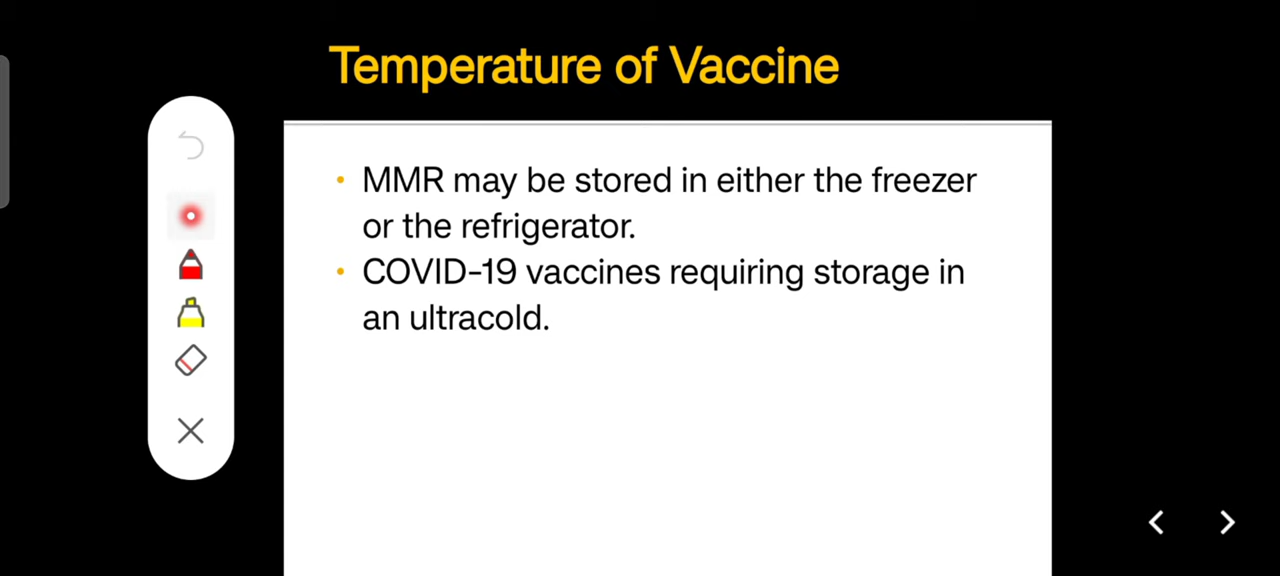 Temperature of Vaccine
• MMR may be stored in either the freezer
or the refrigerator.
• COVID-19 vaccines requiring storage in
an ultracold.